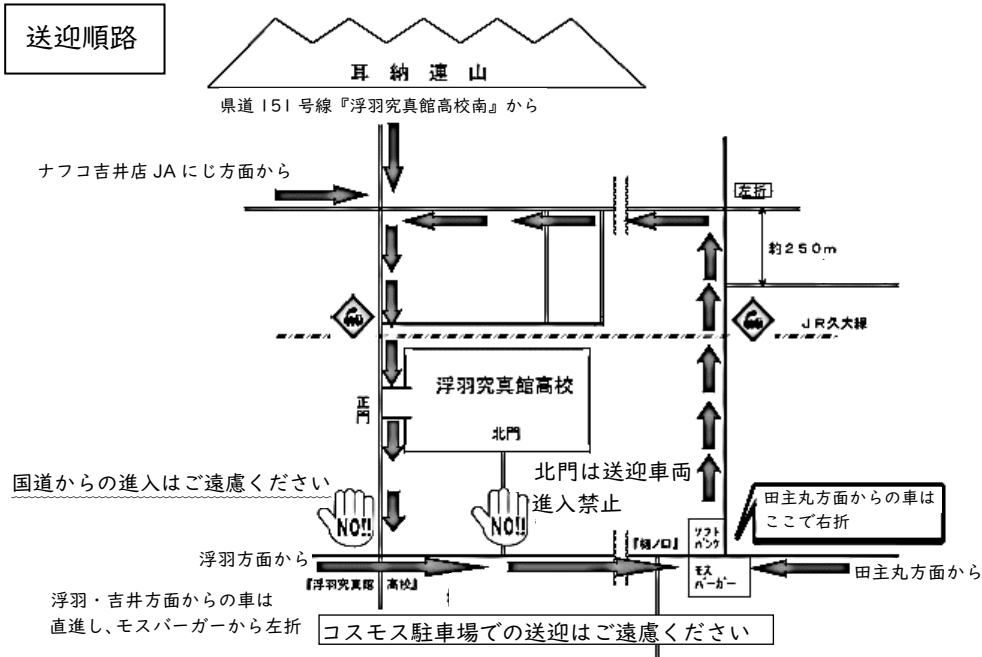 送迎順路
耳納連山
県道151号線『浮羽究真館高校南』から
ナフコ吉井店 JA にじ方面から
左折
約250m
JR久大線
浮羽究真館高校
正門
北門
国道からの進入はご遠慮ください
北門は送迎車両
進入禁止
NO!!
NO!!
田主丸方面からの車は
ここで右折
『樋ノ口』
ソフト
バンク
浮羽方面から
モス
バーガー
田主丸方面から
『浮羽究真館高校』
浮羽・吉井方面からの車は
直進し、モスバーガーから左折
コスモス駐車場での送迎はご遠慮ください